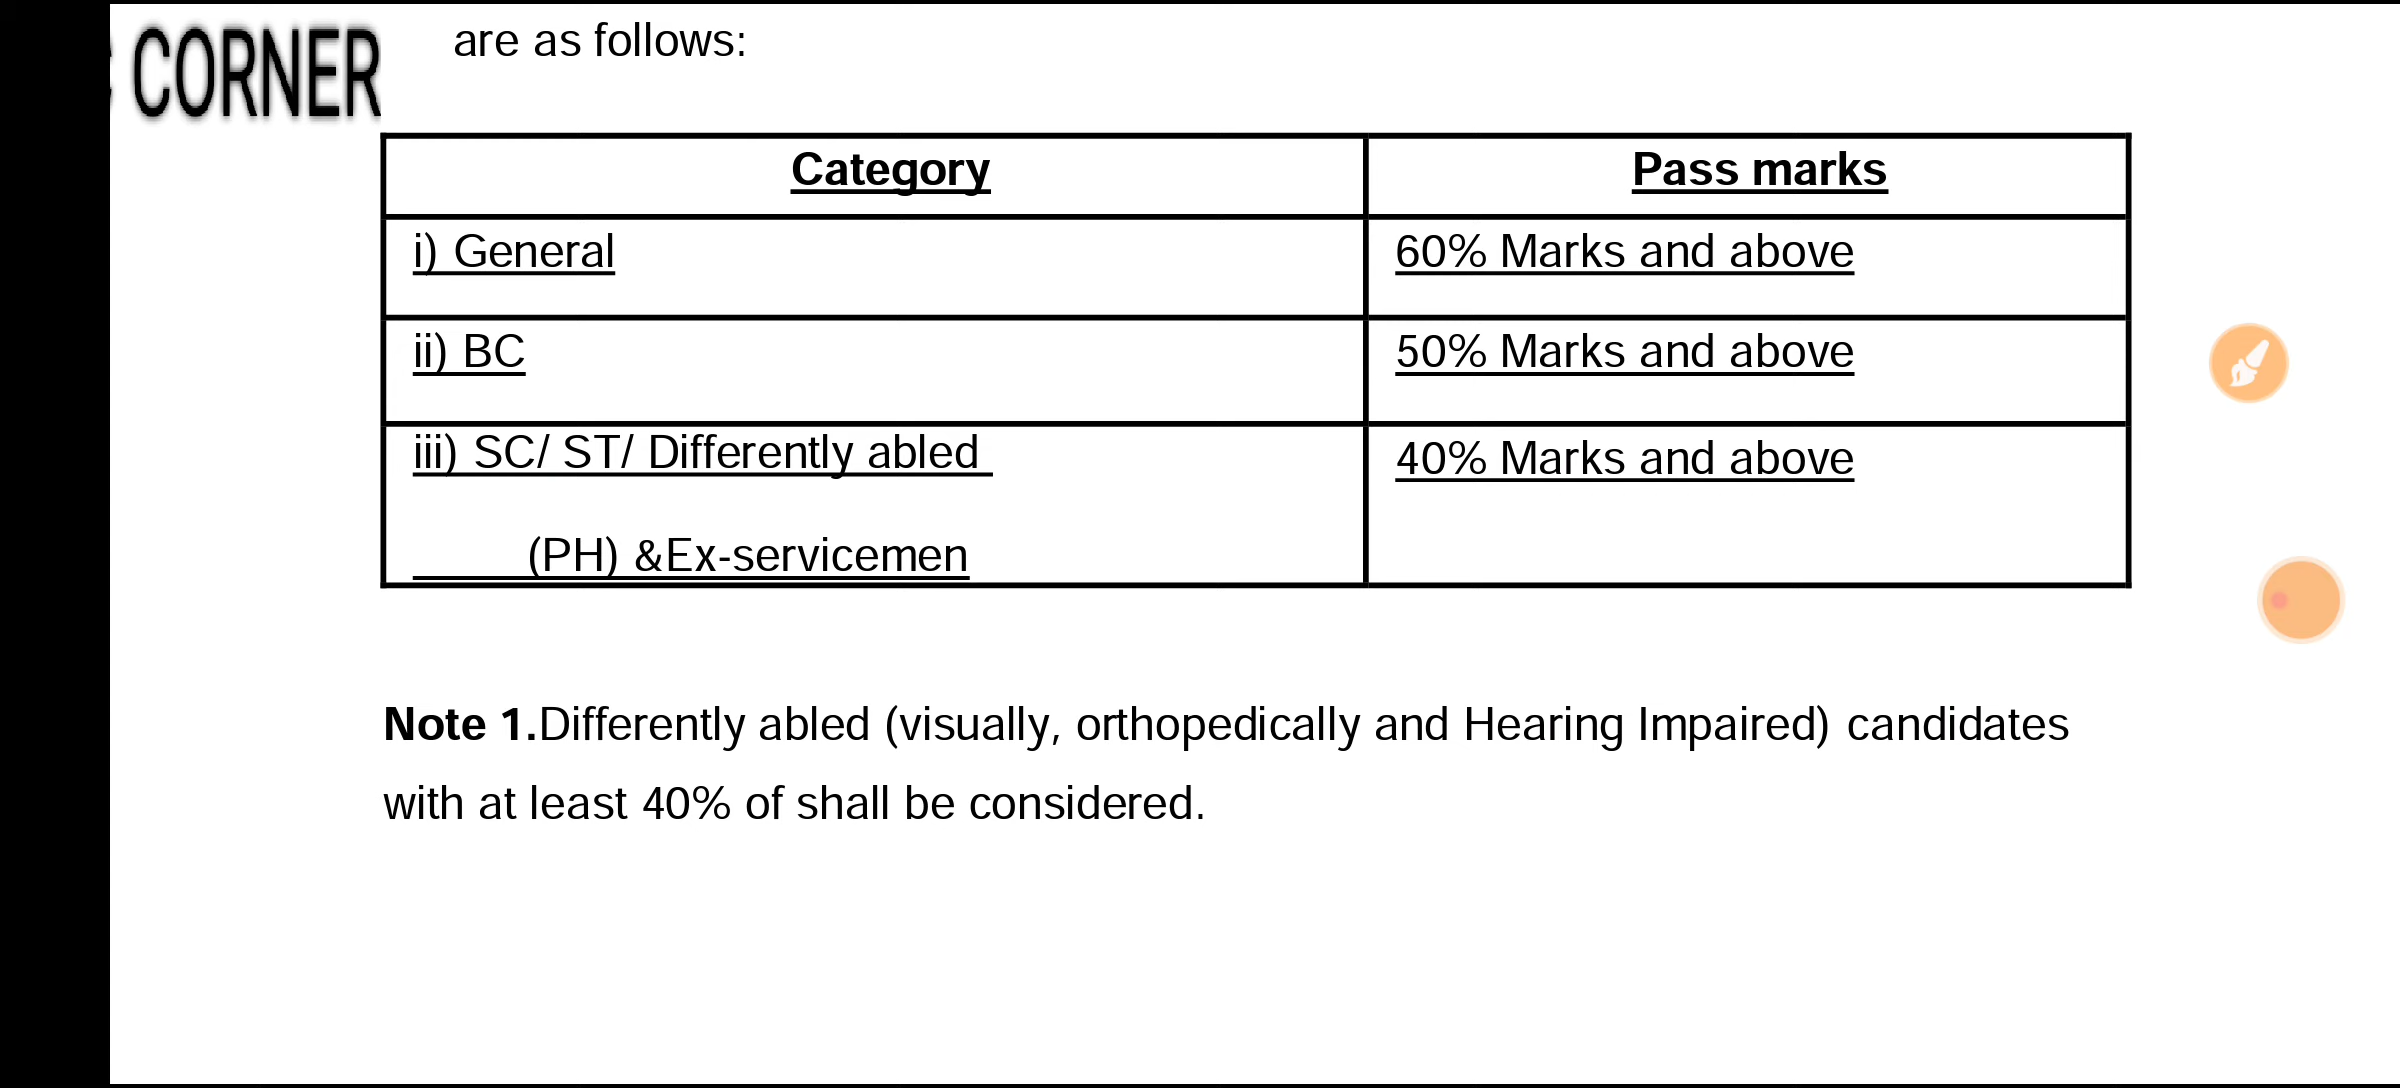 CORNER
are as follows:
Category Pass marks
i) General 60% Marks and above
ii) BC 50% Marks and above
iii) SC/ ST/ Differently abled 40% Marks and above
(PH) &Ex-servicemen
Note 1.Differently abled (visually, orthopedically and Hearing Impaired) candidates
with at least 40% of shall be considered.